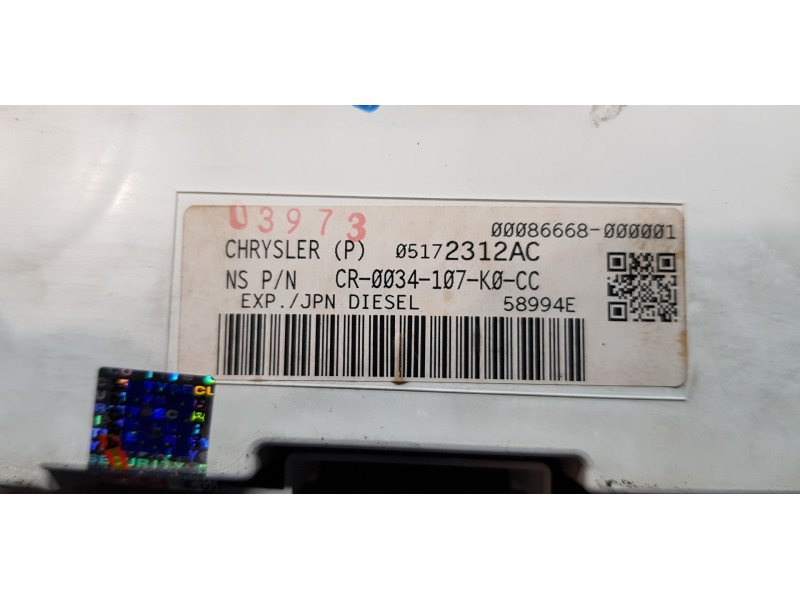 03973
00086668-000001
CHRYSLER (P) 05172312AC
NS P/N CR-0034-107-K0-CC
EXP./JPN DIESEL 58994E